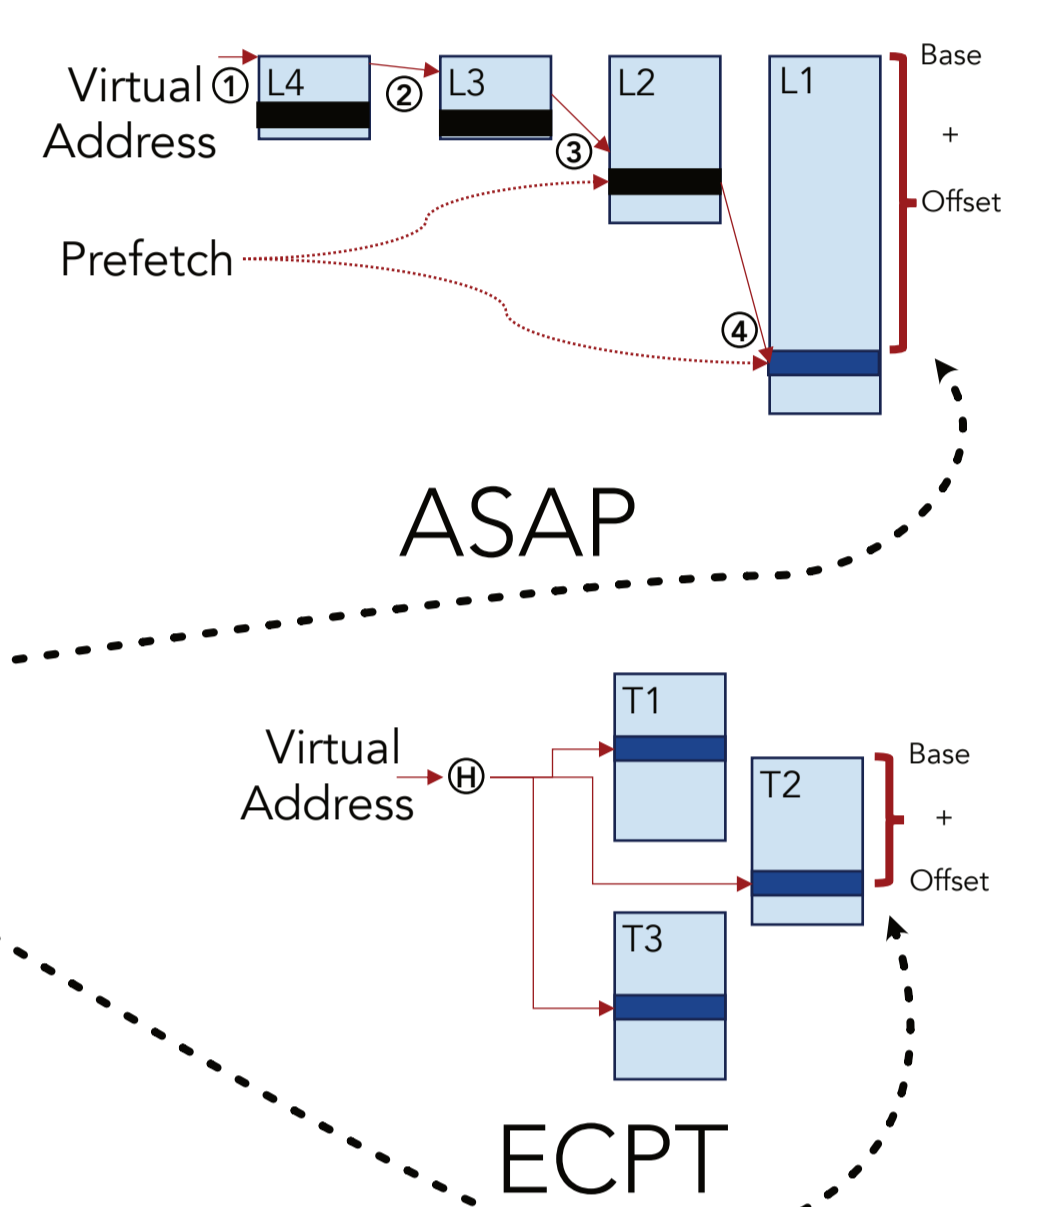 Base
Virtual ① L4
② L3
L2
L1
Address
+
③
Offset
Prefetch
④
ASAP
T1
Virtual
Base
Ⓗ
T2
Address
+
Offset
T3
ECPT